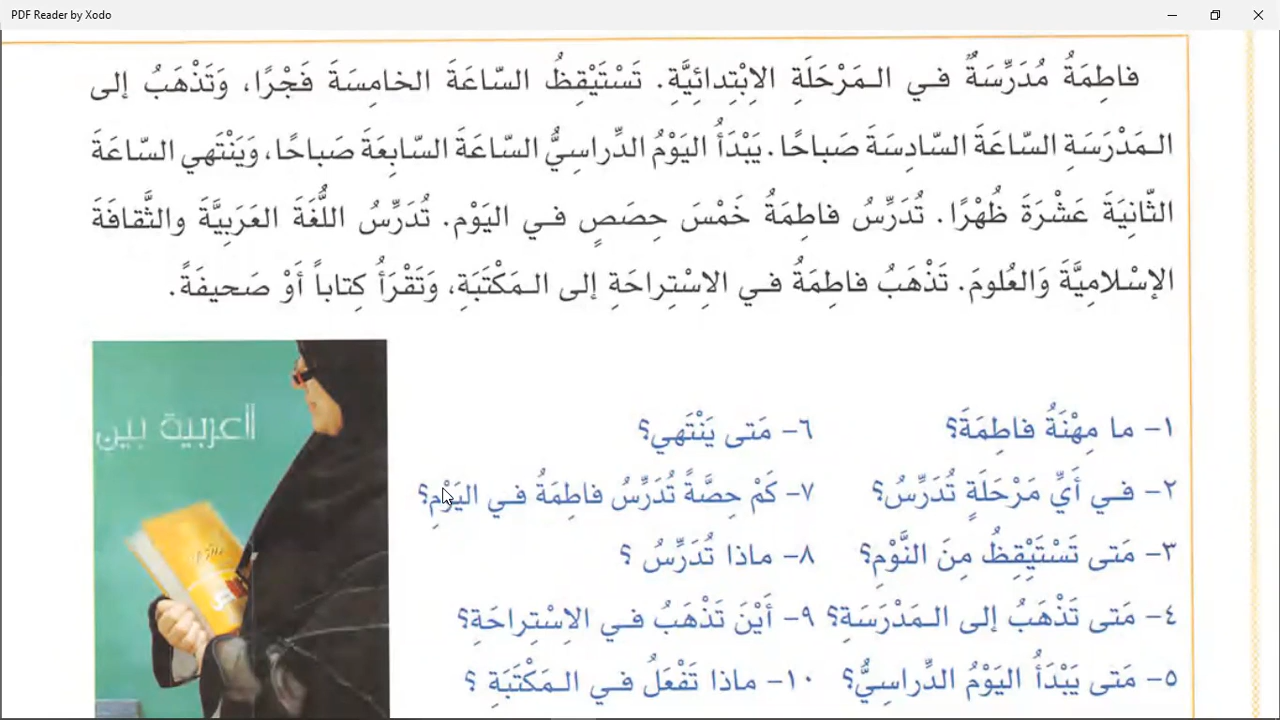 PDF Reader by Xodo
فاطِمَةُ مُدَرِّسَةٌ في المَرْحَلَةِ الاِبْتِدائِيَّةِ. تَسْتَيْقِظُ السّاعَةَ الخامِسَةَ فَجْرًا، وَتَذْهَبُ إلى
المَدْرَسَةِ السّاعَةَ السّادِسَةَ صَباحًا. يَبْدَأُ اليَوْمُ الدِّراسِيُّ السّاعَةَ السّابِعَةَ صَباحًا، وَيَنْتَهي السّاعَةَ
الثّانِيَةَ عَشْرَةَ ظُهْرًا. تُدَرِّسُ فاطِمَةُ خَمْسَ حِصَصٍ في اليَوْم. تُدَرِّسُ اللُّغَةَ العَرَبِيَّةَ والثَّقافَةَ
الإسْلامِيَّةَ وَالعُلومَ. تَذْهَبُ فاطِمَةُ في الاِسْتِراحَةِ إلى المَكْتَبَةِ، وَتَقْرَأُ كِتاباً أَوْ صَحيفَةً.
١- ما مِهْنَةُ فاطِمَةَ؟
٢- في أَيِّ مَرْحَلَةٍ تُدَرِّسُ؟
٣- مَتى تَسْتَيْقِظُ مِنَ النَّوْمِ؟
٤- مَتى تَذْهَبُ إلى المَدْرَسَةِ؟
٥- مَتى يَبْدَأُ اليَوْمُ الدِّراسِيُّ؟
٦- مَتى يَنْتَهي؟
٧- كَمْ حِصَّةً تُدَرِّسُ فاطِمَةُ في اليَوْمِ؟
٨- ماذا تُدَرِّسُ ؟
٩- أَيْنَ تَذْهَبُ في الاِسْتِراحَةِ؟
١٠- ماذا تَفْعَلُ في المَكْتَبَةِ ؟
العربية بين